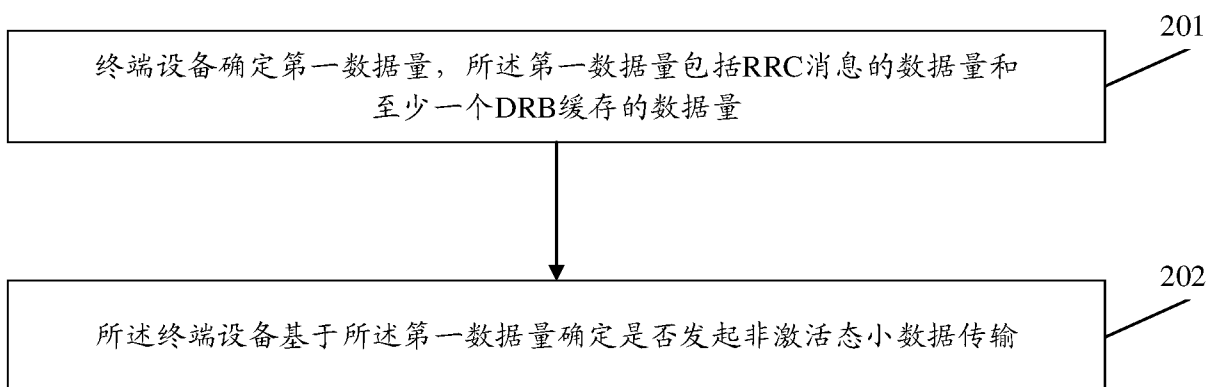 201
终端设备确定第一数据量，所述第一数据量包括RRC消息的数据量和
至少一个DRB缓存的数据量
202
所述终端设备基于所述第一数据量确定是否发起非激活态小数据传输